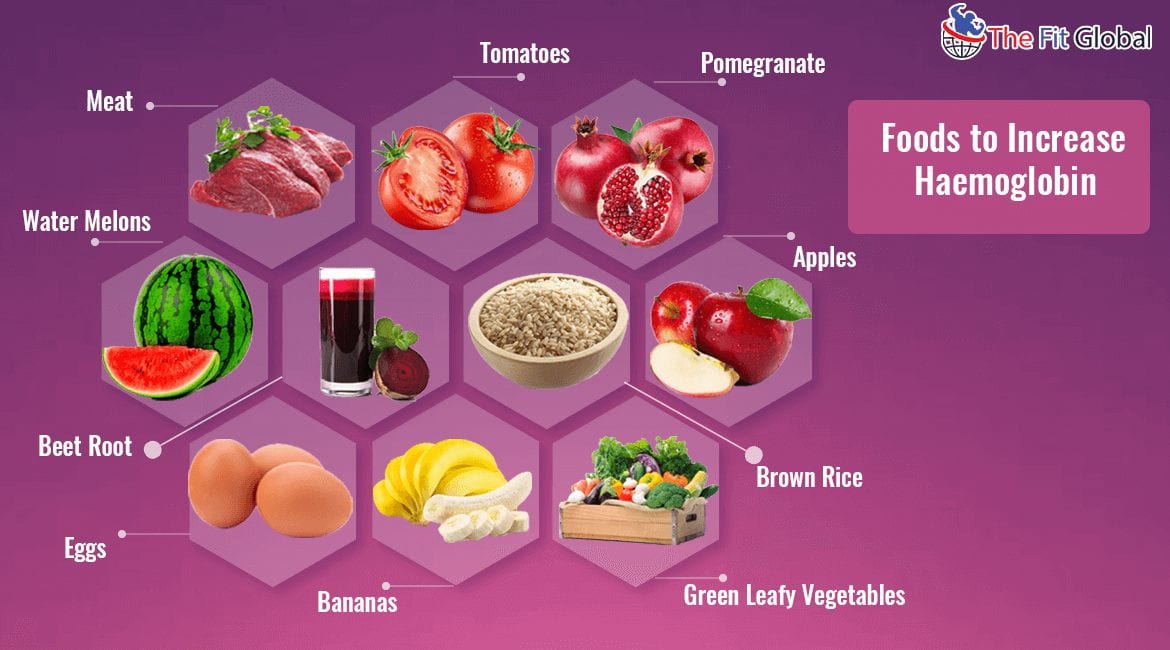 The Fit Global
Tomatoes
Pomegranate
Meat
Foods to Increase
Haemoglobin
Water Melons
Apples
Beet Root
Brown Rice
Eggs
Bananas
Green Leafy Vegetables